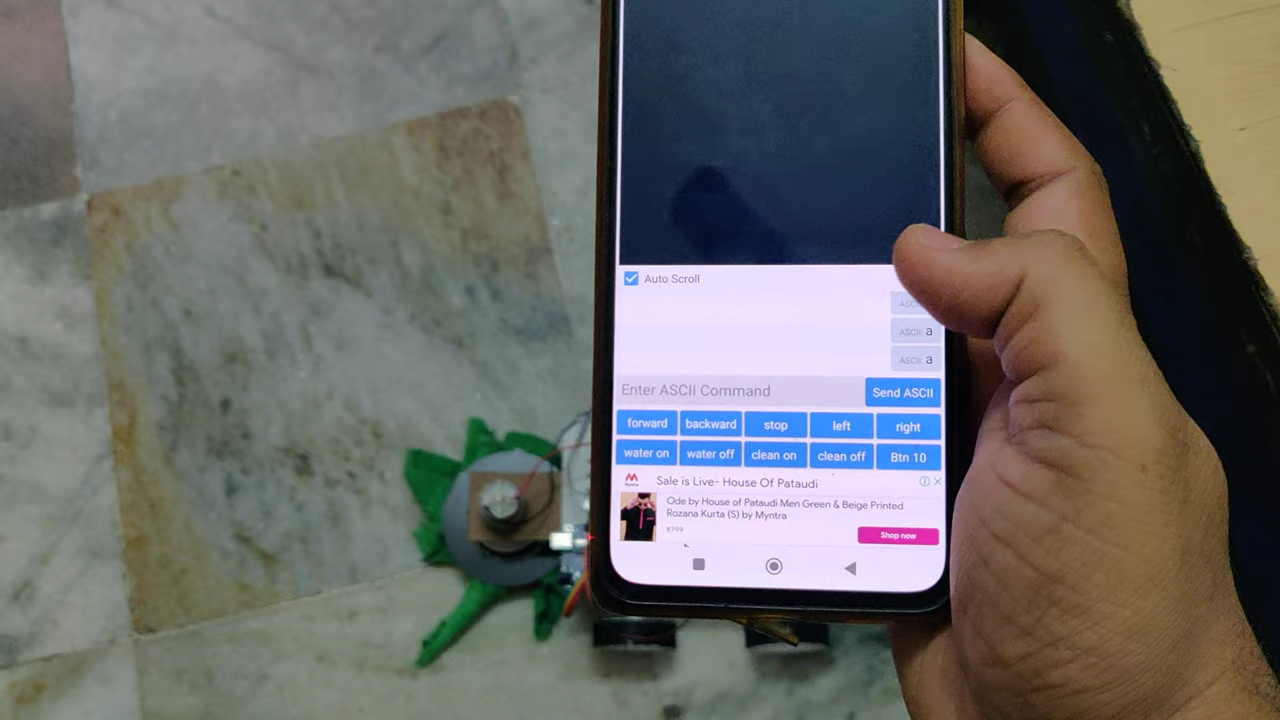 Auto Scroll
ASCII: a
ASCII: a
Enter ASCII Command
Send ASCII
forward
backward
stop
left
right
water on
water off
clean on
clean off
Btn 10
Sale is Live- House Of Pataudi
Ode by House of Pataudi Men Green & Beige Printed
Rozana Kurta (S) by Myntra
₹799
Shop now